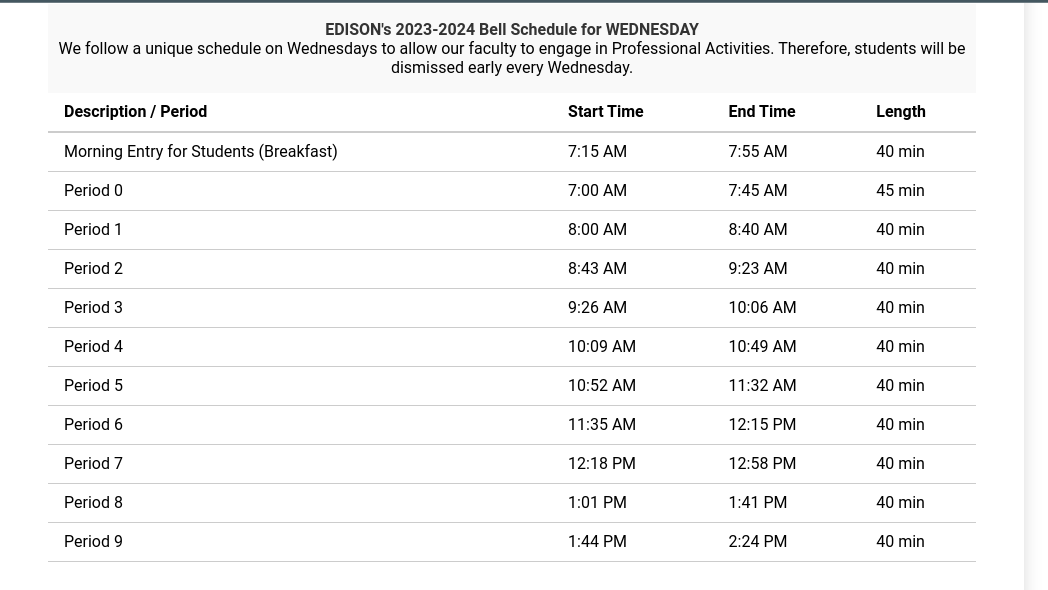 EDISON's 2023-2024 Bell Schedule for WEDNESDAY
We follow a unique schedule on Wednesdays to allow our faculty to engage in Professional Activities. Therefore, students will be
dismissed early every Wednesday.
Description / Period Start Time End Time Length
Morning Entry for Students (Breakfast) 7:15 AM 7:55 AM 40 min
Period 0 7:00 AM 7:45 AM 45 min
Period 1 8:00 AM 8:40 AM 40 min
Period 2 8:43 AM 9:23 AM 40 min
Period 3 9:26 AM 10:06 AM 40 min
Period 4 10:09 AM 10:49 AM 40 min
Period 5 10:52 AM 11:32 AM 40 min
Period 6 11:35 AM 12:15 PM 40 min
Period 7 12:18 PM 12:58 PM 40 min
Period 8 1:01 PM 1:41 PM 40 min
Period 9 1:44 PM 2:24 PM 40 min